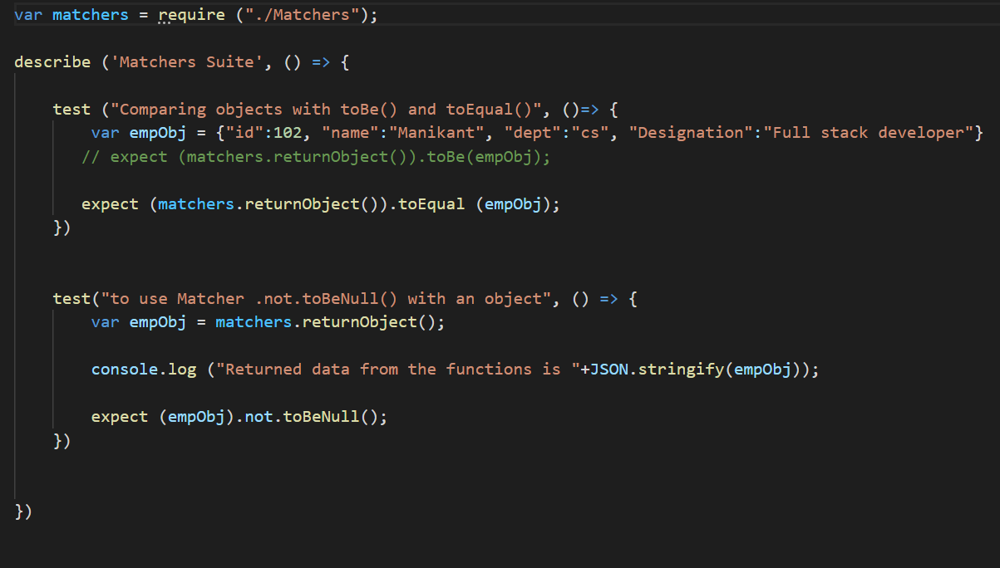 var matchers = require ("./Matchers");
describe ('Matchers Suite', () => {
test ("Comparing objects with toBe() and toEqual()", ()=> {
var empObj = {"id":102, "name":"Manikant", "dept":"cs", "Designation":"Full stack developer"}
// expect (matchers.returnObject()).toBe(empObj);
expect (matchers.returnObject()).toEqual (empObj);
})
test("to use Matcher .not.toBeNull() with an object", () => {
var empObj = matchers.returnObject();
console.log ("Returned data from the functions is "+JSON.stringify(empObj));
expect (empObj).not.toBeNull();
})
})